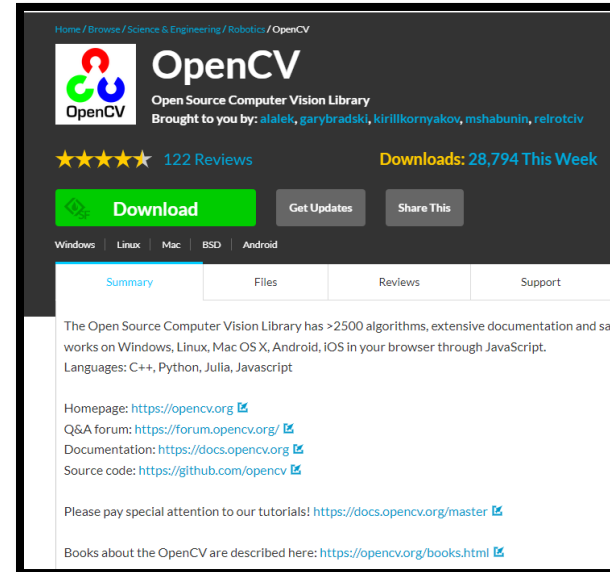 Home / Browse / Science & Engineering / Robotics / OpenCV
OpenCV
OpenCV
Open Source Computer Vision Library
Brought to you by: alalek, garybradski, kirillkornyakov, mshabunin, relrotciv
122 Reviews
Downloads: 28,794 This Week
Download
Get Updates
Share This
Windows | Linux | Mac | BSD | Android
Summary
Files
Reviews
Support
The Open Source Computer Vision Library has >2500 algorithms, extensive documentation and sa
works on Windows, Linux, Mac OS X, Android, iOS in your browser through JavaScript.
Languages: C++, Python, Julia, Javascript
Homepage: https://opencv.org
Q&A forum: https://forum.opencv.org/
Documentation: https://docs.opencv.org
Source code: https://github.com/opencv
Please pay special attention to our tutorials! https://docs.opencv.org/master
Books about the OpenCV are described here: https://opencv.org/books.html